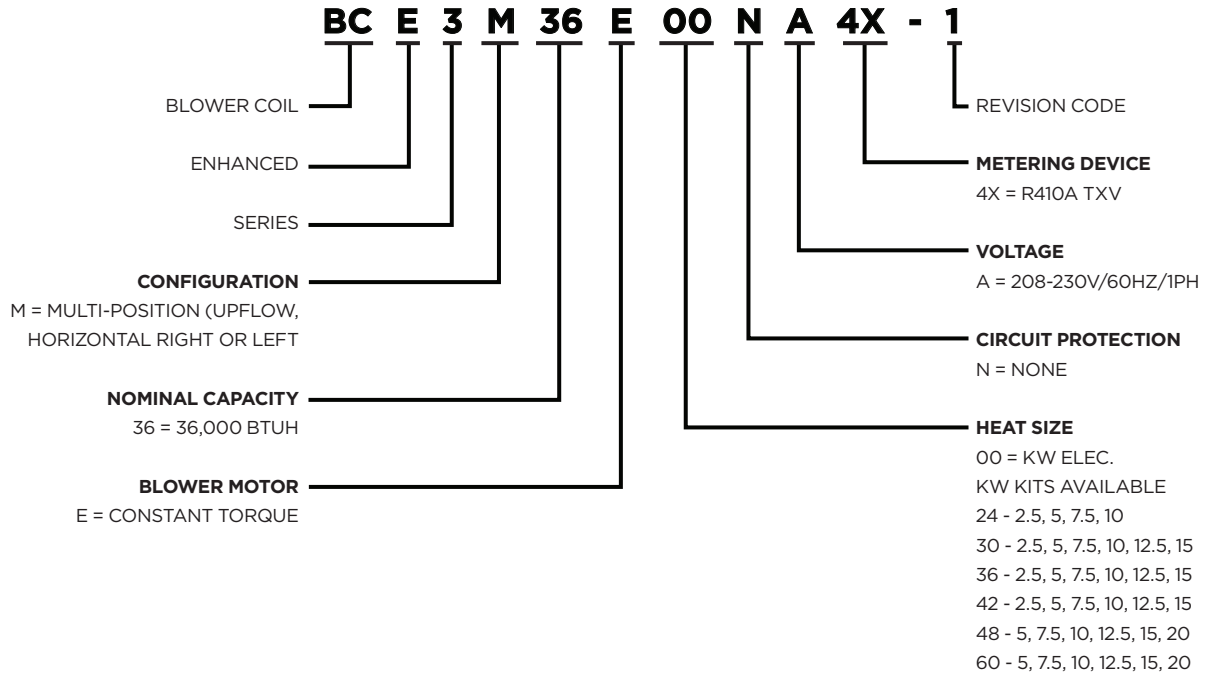 BC E 3 M 36 E 00 N A 4X - 1
BLOWER COIL
ENHANCED
SERIES
CONFIGURATION
M = MULTI-POSITION (UPFLOW,
HORIZONTAL RIGHT OR LEFT
NOMINAL CAPACITY
36 = 36,000 BTUH
BLOWER MOTOR
E = CONSTANT TORQUE
REVISION CODE
METERING DEVICE
4X = R410A TXV
VOLTAGE
A = 208-230V/60HZ/1PH
CIRCUIT PROTECTION
N = NONE
HEAT SIZE
00 = KW ELEC.
KW KITS AVAILABLE
24 - 2.5, 5, 7.5, 10
30 - 2.5, 5, 7.5, 10, 12.5, 15
36 - 2.5, 5, 7.5, 10, 12.5, 15
42 - 2.5, 5, 7.5, 10, 12.5, 15
48 - 5, 7.5, 10, 12.5, 15, 20
60 - 5, 7.5, 10, 12.5, 15, 20